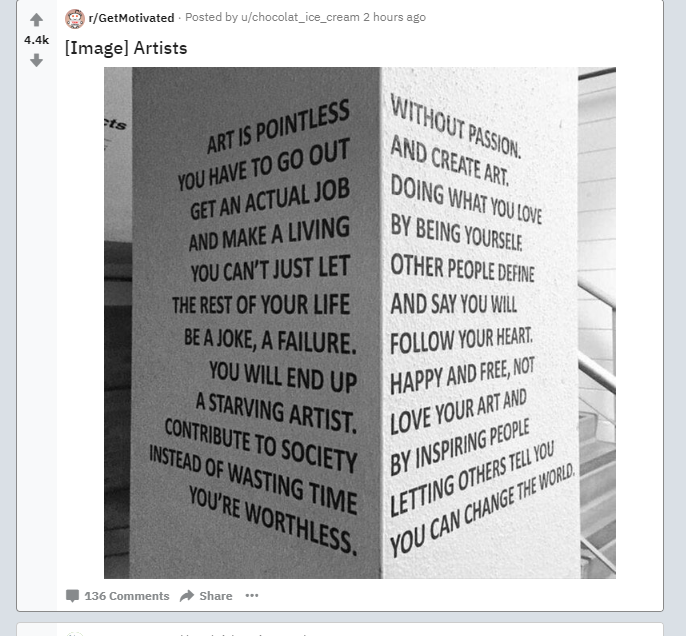 r/GetMotivated · Posted by u/chocolat_ice_cream 2 hours ago
4.4k
[Image] Artists
cts
ART IS POINTLESS WITHOUT PASSION.
YOU HAVE TO GO OUT AND CREATE ART.
GET AN ACTUAL JOB DOING WHAT YOU LOVE
AND MAKE A LIVING BY BEING YOURSELF.
YOU CAN'T JUST LET OTHER PEOPLE DEFINE
THE REST OF YOUR LIFE AND SAY YOU WILL
BE A JOKE, A FAILURE. FOLLOW YOUR HEART.
YOU WILL END UP HAPPY AND FREE, NOT
A STARVING ARTIST. LOVE YOUR ART AND
CONTRIBUTE TO SOCIETY BY INSPIRING PEOPLE
INSTEAD OF WASTING TIME LETTING OTHERS TELL YOU
YOU'RE WORTHLESS. YOU CAN CHANGE THE WORLD.
136 Comments Share ···